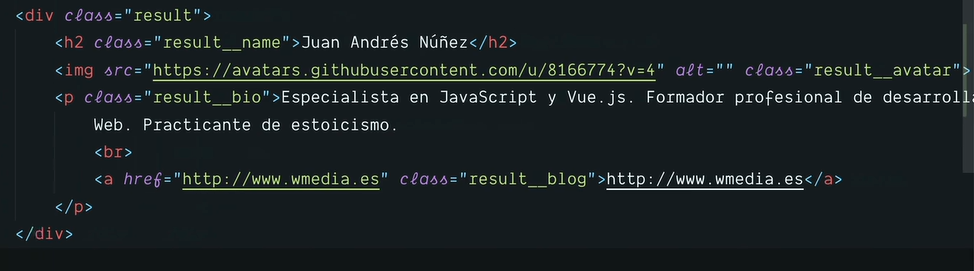 <div class="result">
<h2 class="result__name">Juan Andrés Núñez</h2>
<img src="https://avatars.githubusercontent.com/u/8166774?v=4" alt="" class="result__avatar">
<p class="result__bio">Especialista en JavaScript y Vue.js. Formador profesional de
Web. Practicante de estoicismo.
<br>
<a href="http://www.wmedia.es" class="result__blog">http://www.wmedia.es</a>
</p>
</div>